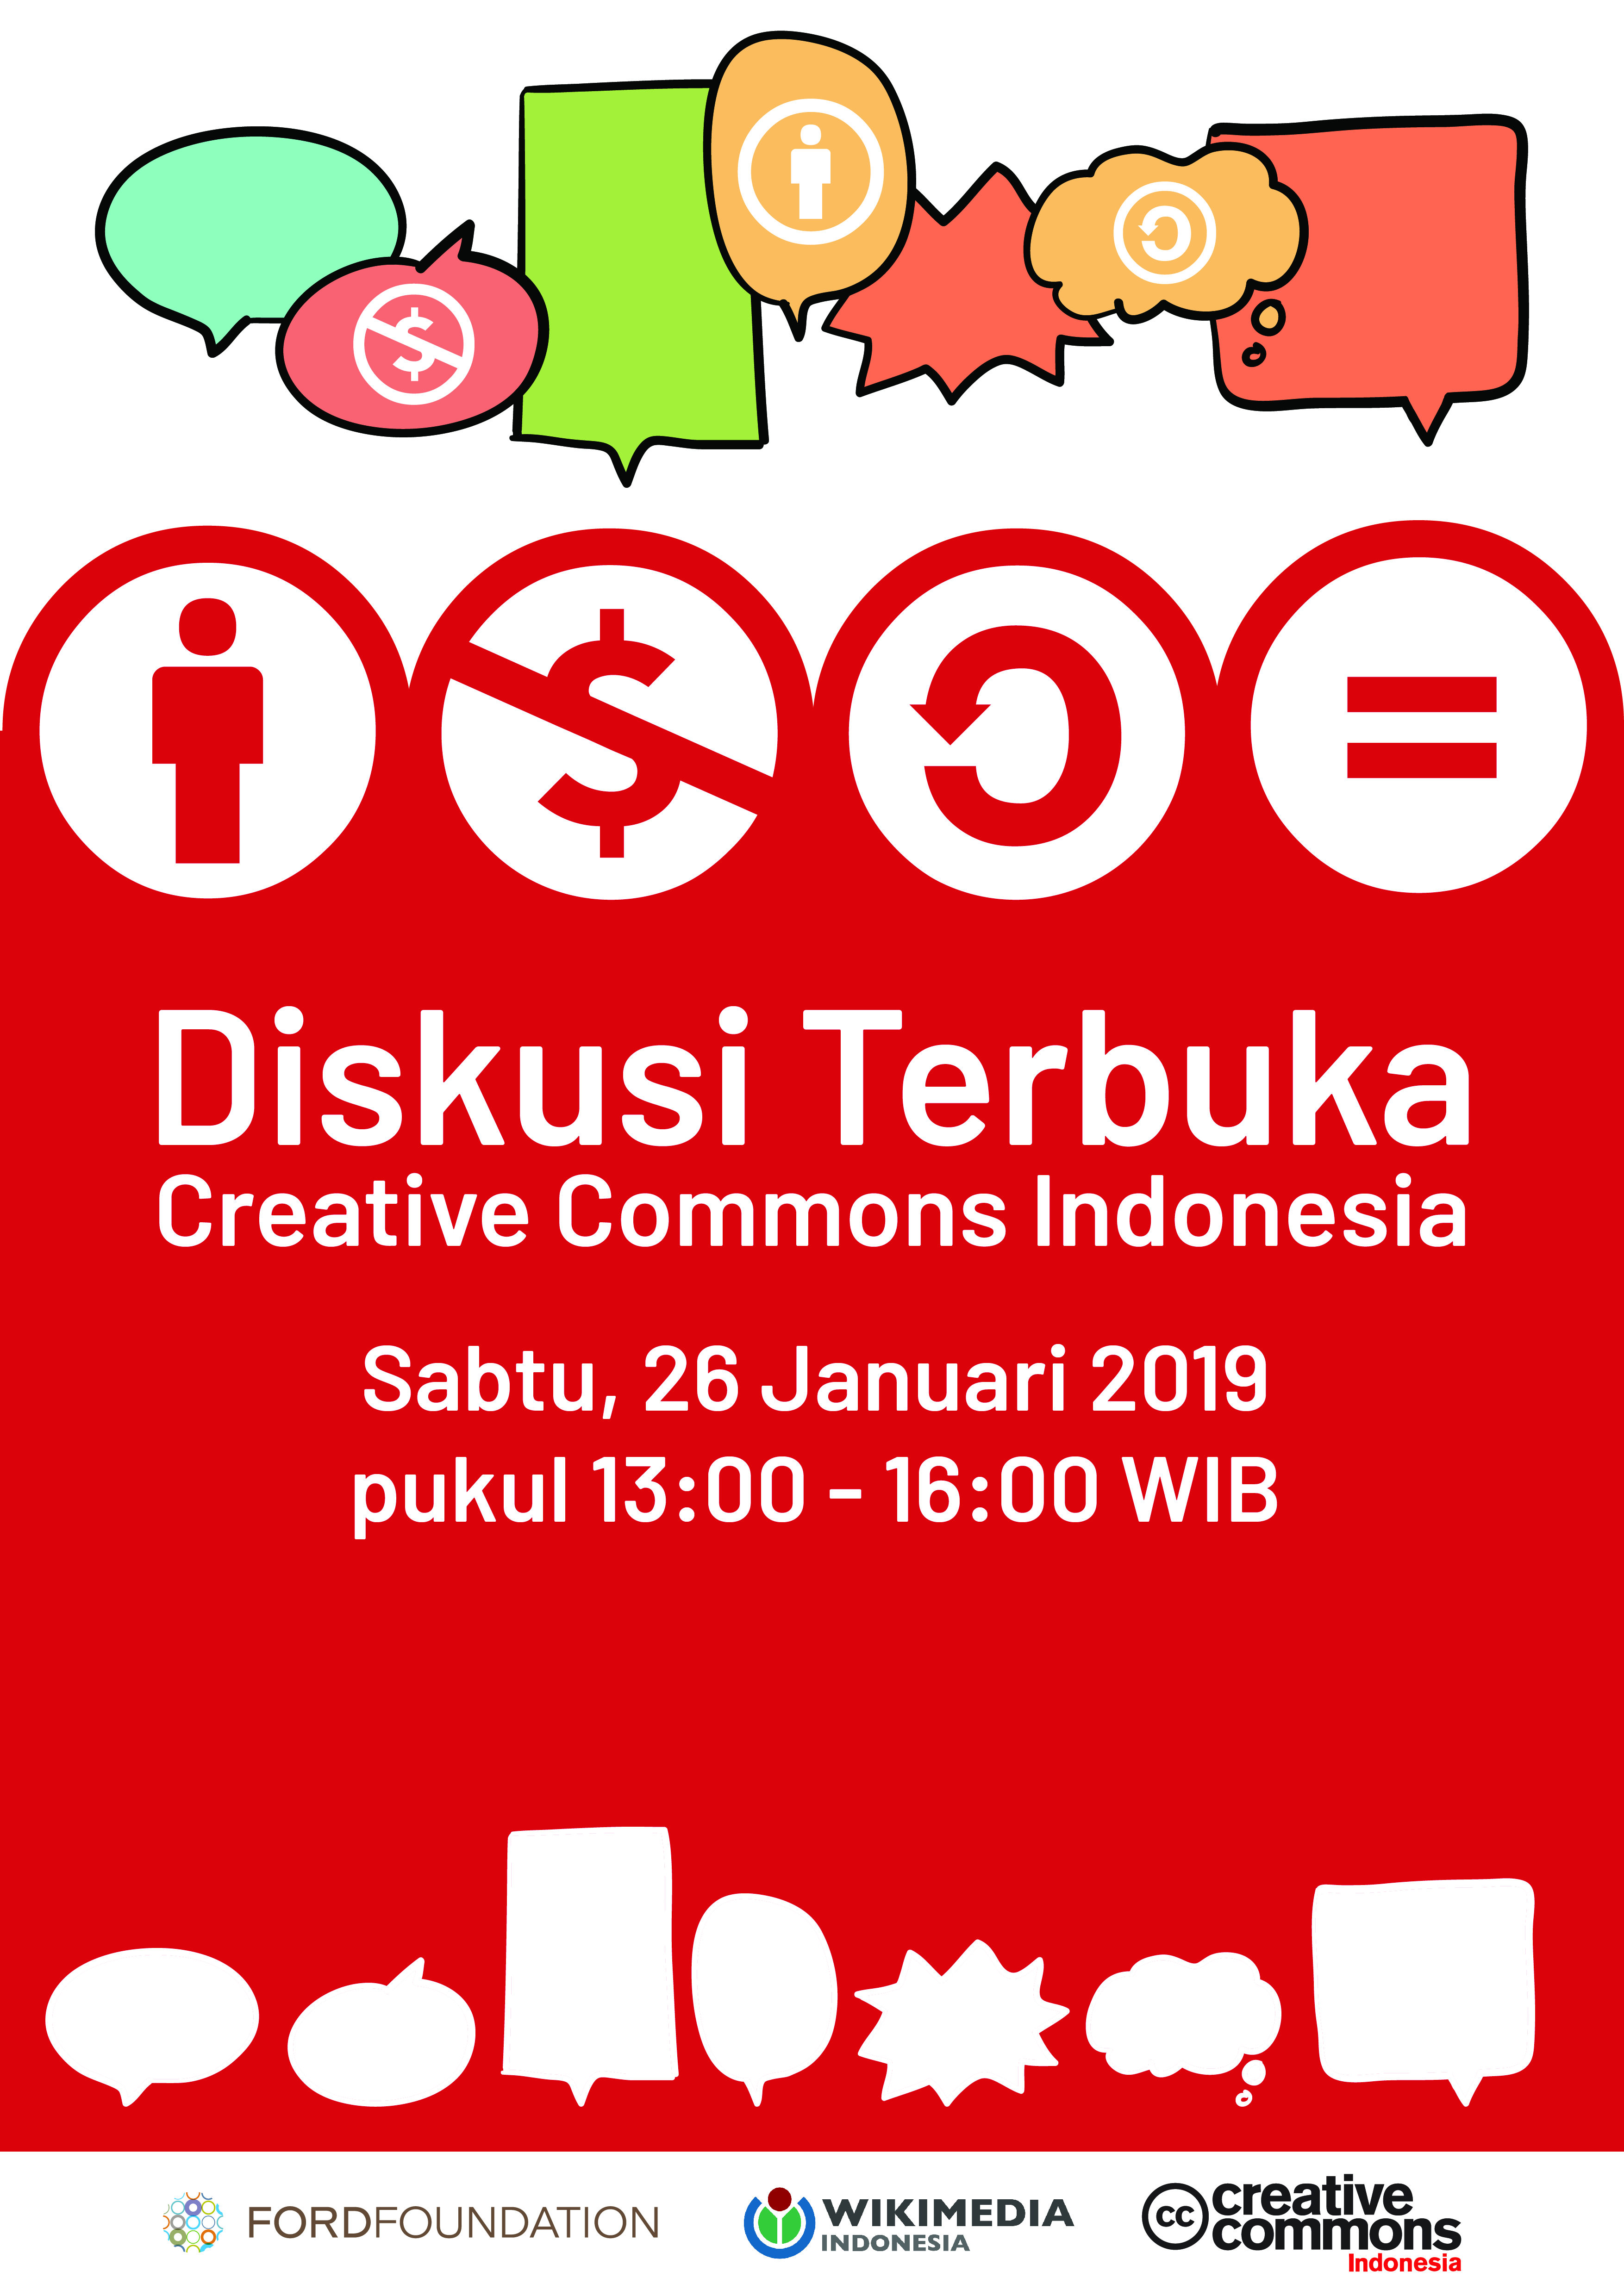 Diskusi Terbuka
Creative Commons Indonesia
Sabtu, 26 Januari 2019
pukul 13:00 - 16:00 WIB
FORDFOUNDATION
WIKIMEDIA
INDONESIA
cc
creative
commons
Indonesia